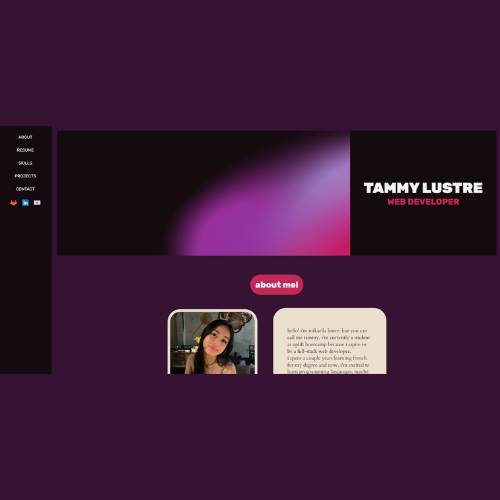 ABOUT
RESUME
SKILLS
PROJECTS
CONTACT
in
TAMMY LUSTRE
WEB DEVELOPER
about me!
hello! i'm mikaella lustre, but you can
call me tammy. i'm currently a student
at uplift bootcamp because i aspire to
be a full-stack web developer.
i spent a couple years learning french
for my degree and now, i'm excited to
learn programming languages. maybe